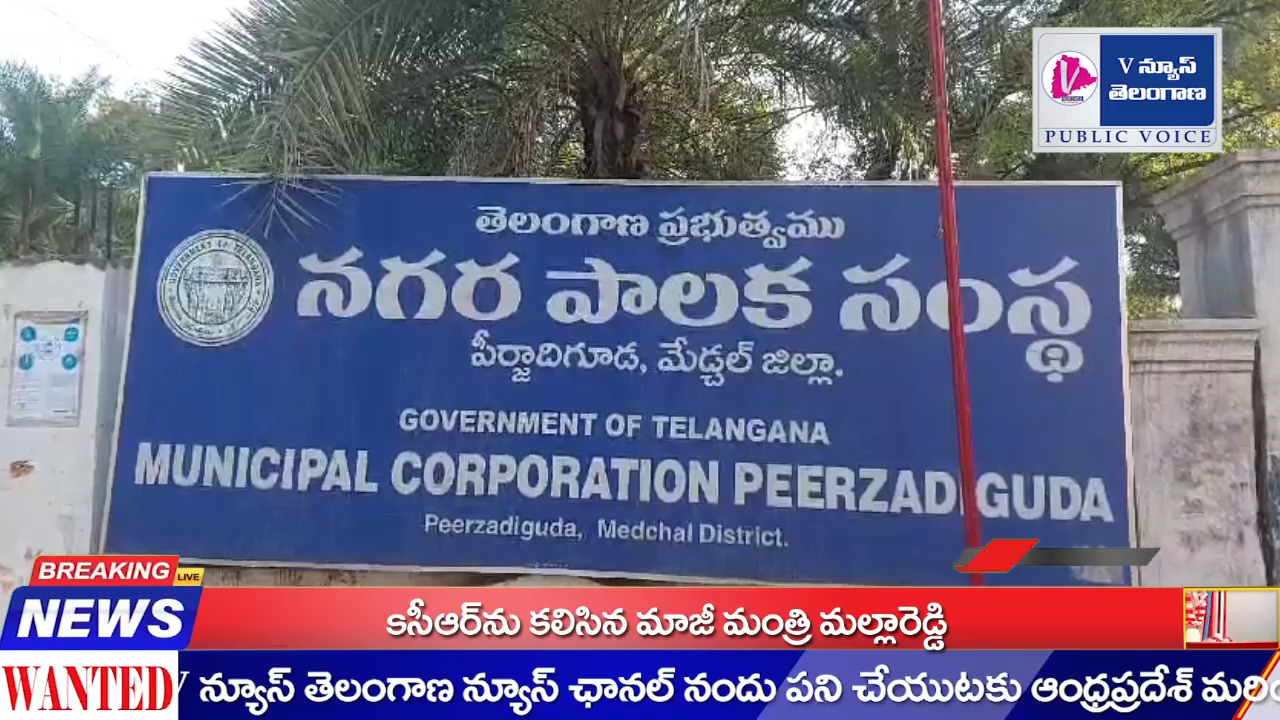 V న్యూస్
తెలంగాణ
PUBLIC VOICE
తెలంగాణ ప్రభుత్వము
నగర పాలక సంస్థ
పీర్జాదిగూడ, మేడ్చల్ జిల్లా.
GOVERNMENT OF TELANGANA
MUNICIPAL CORPORATION PEERZADIGUDA
Peerzadiguda, Medchal District.
BREAKING
LIVE
NEWS
కసీఆర్‌ను కలిసిన మాజీ మంత్రి మల్లారెడ్డి
WANTED
V న్యూస్ తెలంగాణ న్యూస్ ఛానల్ నందు పని చేయుటకు ఆంధ్రప్రదేశ్